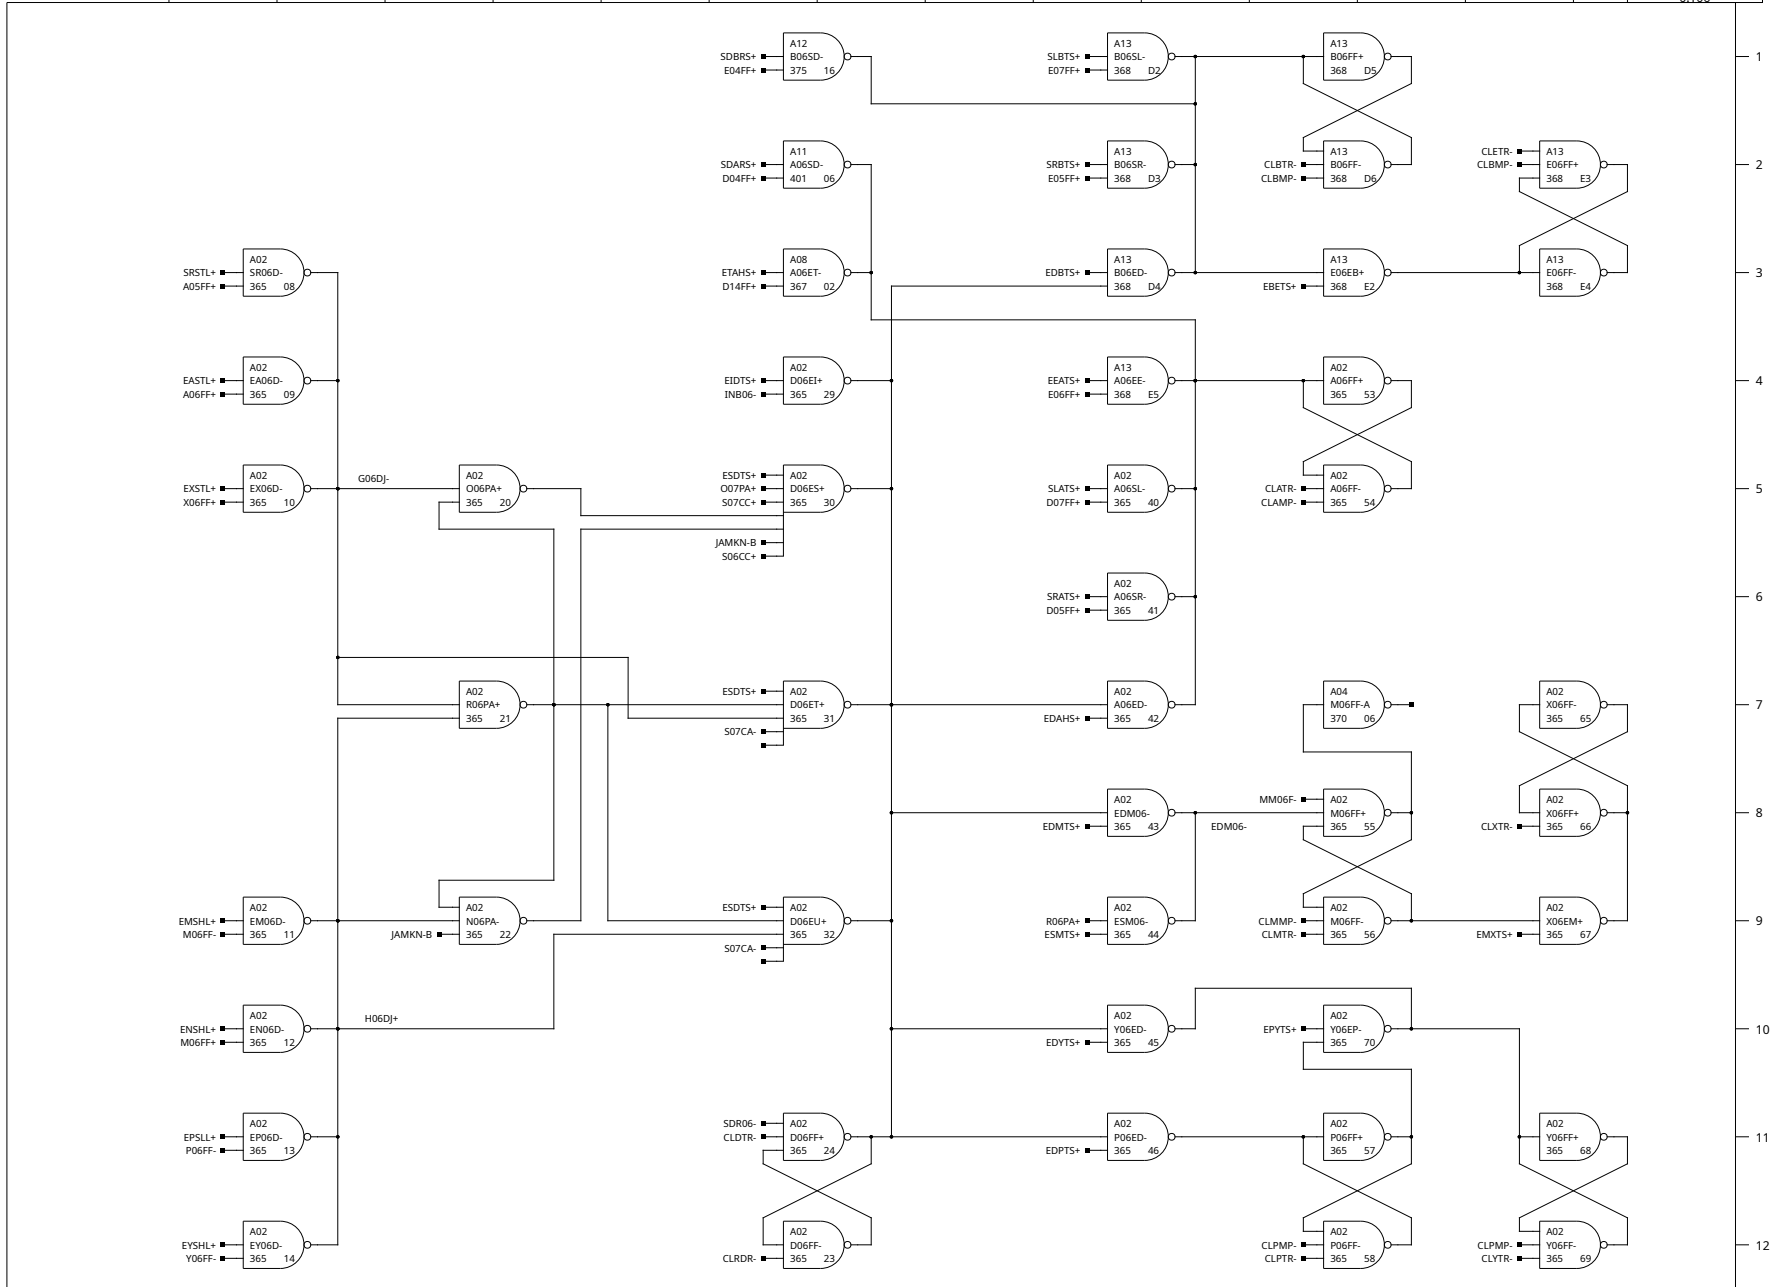 A12
SDBRS+ B06SD-
E04FF+ 375 16
A13
SLBTS+ B06SL-
E07FF+ 368 D2
A13
B06FF+
368 D5
1
A11
SDARS+ A06SD-
D04FF+ 401 06
A13
SRBTS+ B06SR-
E05FF+ 368 D3
A13
CLBTR- B06FF-
CLBMP- 368 D6
CLETR- A13
CLBMP- E06FF+
368 E3
2
A02
SRSTL+ SR06D-
A05FF+ 365 08
A08
ETAHS+ A06ET-
D14FF+ 367 02
A13
EDBTS+ B06ED-
368 D4
A13
E06EB+
EBETS+ 368 E2
A13
E06FF-
368 E4
3
A02
EASTL+ EA06D-
A06FF+ 365 09
A02
EIDTS+ D06EI+
INB06- 365 29
A13
EEATS+ A06EE-
E06FF+ 368 E5
A02
A06FF+
365 53
4
A02
EXSTL+ EX06D-
X06FF+ 365 10
G06DJ-
A02
O06PA+
365 20
ESDTS+ A02
O07PA+ D06ES+
S07CC+ 365 30
JAMKN-B
S06CC+
A02
SLATS+ A06SL-
D07FF+ 365 40
A02
CLATR- A06FF-
CLAMP- 365 54
5
A02
SRATS+ A06SR-
D05FF+ 365 41
6
A02
R06PA+
365 21
ESDTS+ A02
D06ET+
365 31
S07CA-
A02
A06ED-
EDAHS+ 365 42
A04
M06FF-A
370 06
A02
X06FF-
365 65
7
A02
EDM06-
EDMTS+ 365 43
EDM06-
MM06F- A02
M06FF+
365 55
A02
X06FF+
CLXTR- 365 66
8
A02
EMSHL+ EM06D-
M06FF- 365 11
A02
N06PA-
JAMKN-B 365 22
ESDTS+ A02
D06EU+
365 32
S07CA-
A02
R06PA+ ESM06-
ESMTS+ 365 44
A02
CLMMP- M06FF-
CLMTR- 365 56
A02
X06EM+
EMXTS+ 365 67
9
A02
ENSHL+ EN06D-
M06FF+ 365 12
H06DJ+
A02
Y06ED-
EDYTS+ 365 45
A02
EPYTS+ Y06EP-
365 70
10
A02
EPSLL+ EP06D-
P06FF- 365 13
SDR06- A02
CLDTR- D06FF+
365 24
A02
P06ED-
EDPTS+ 365 46
A02
P06FF+
365 57
A02
Y06FF+
365 68
11
A02
EYSHL+ EY06D-
Y06FF- 365 14
A02
D06FF-
CLRDR- 365 23
A02
CLPMP- P06FF-
CLPTR- 365 58
A02
CLPMP- Y06FF-
CLYTR- 365 69
12